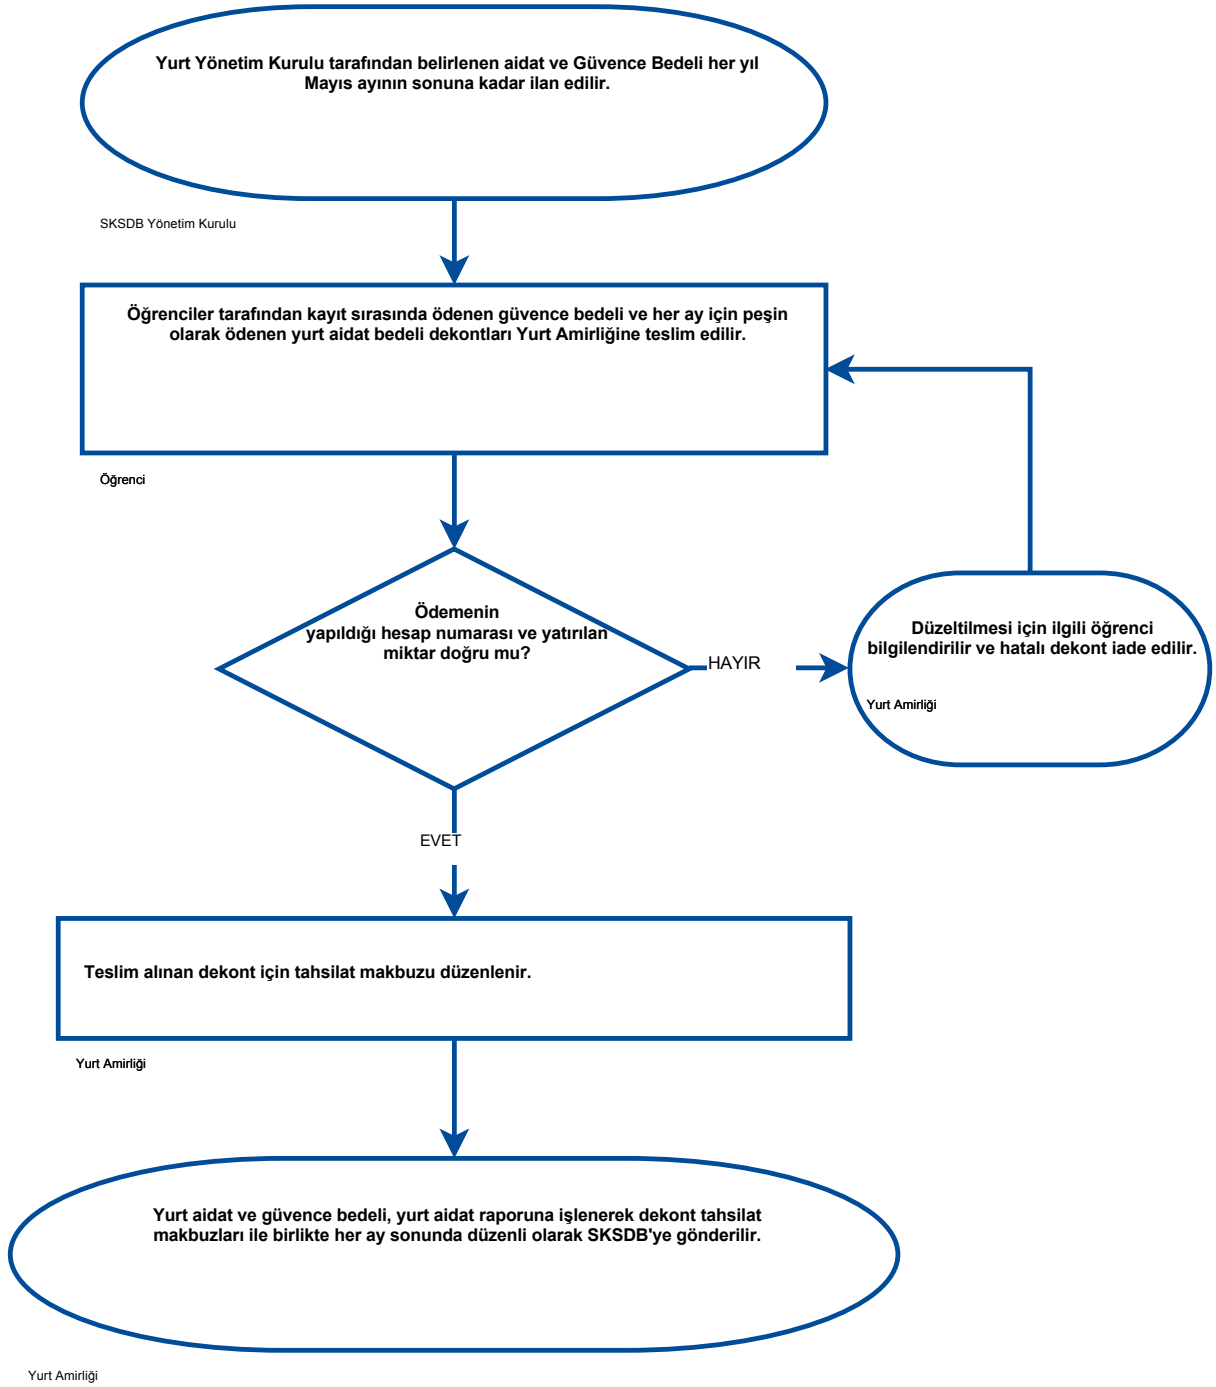 Yurt Yönetim Kurulu tarafından belirlenen aidat ve Güvence Bedeli her yıl
Mayıs ayının sonuna kadar ilan edilir.
SKSDB Yönetim Kurulu
Öğrenciler tarafından kayıt sırasında ödenen güvence bedeli ve her ay için peşin
olarak ödenen yurt aidat bedeli dekontları Yurt Amirliğine teslim edilir.
Öğrenci
Ödemenin
yapıldığı hesap numarası ve yatırılan
miktar doğru mu?
HAYIR
Düzeltilmesi için ilgili öğrenci
bilgilendirilir ve hatalı dekont iade edilir.
Yurt Amirliği
EVET
Teslim alınan dekont için tahsilat makbuzu düzenlenir.
Yurt Amirliği
Yurt aidat ve güvence bedeli, yurt aidat raporuna işlenerek dekont tahsilat
makbuzları ile birlikte her ay sonunda düzenli olarak SKSDB'ye gönderilir.
Yurt Amirliği